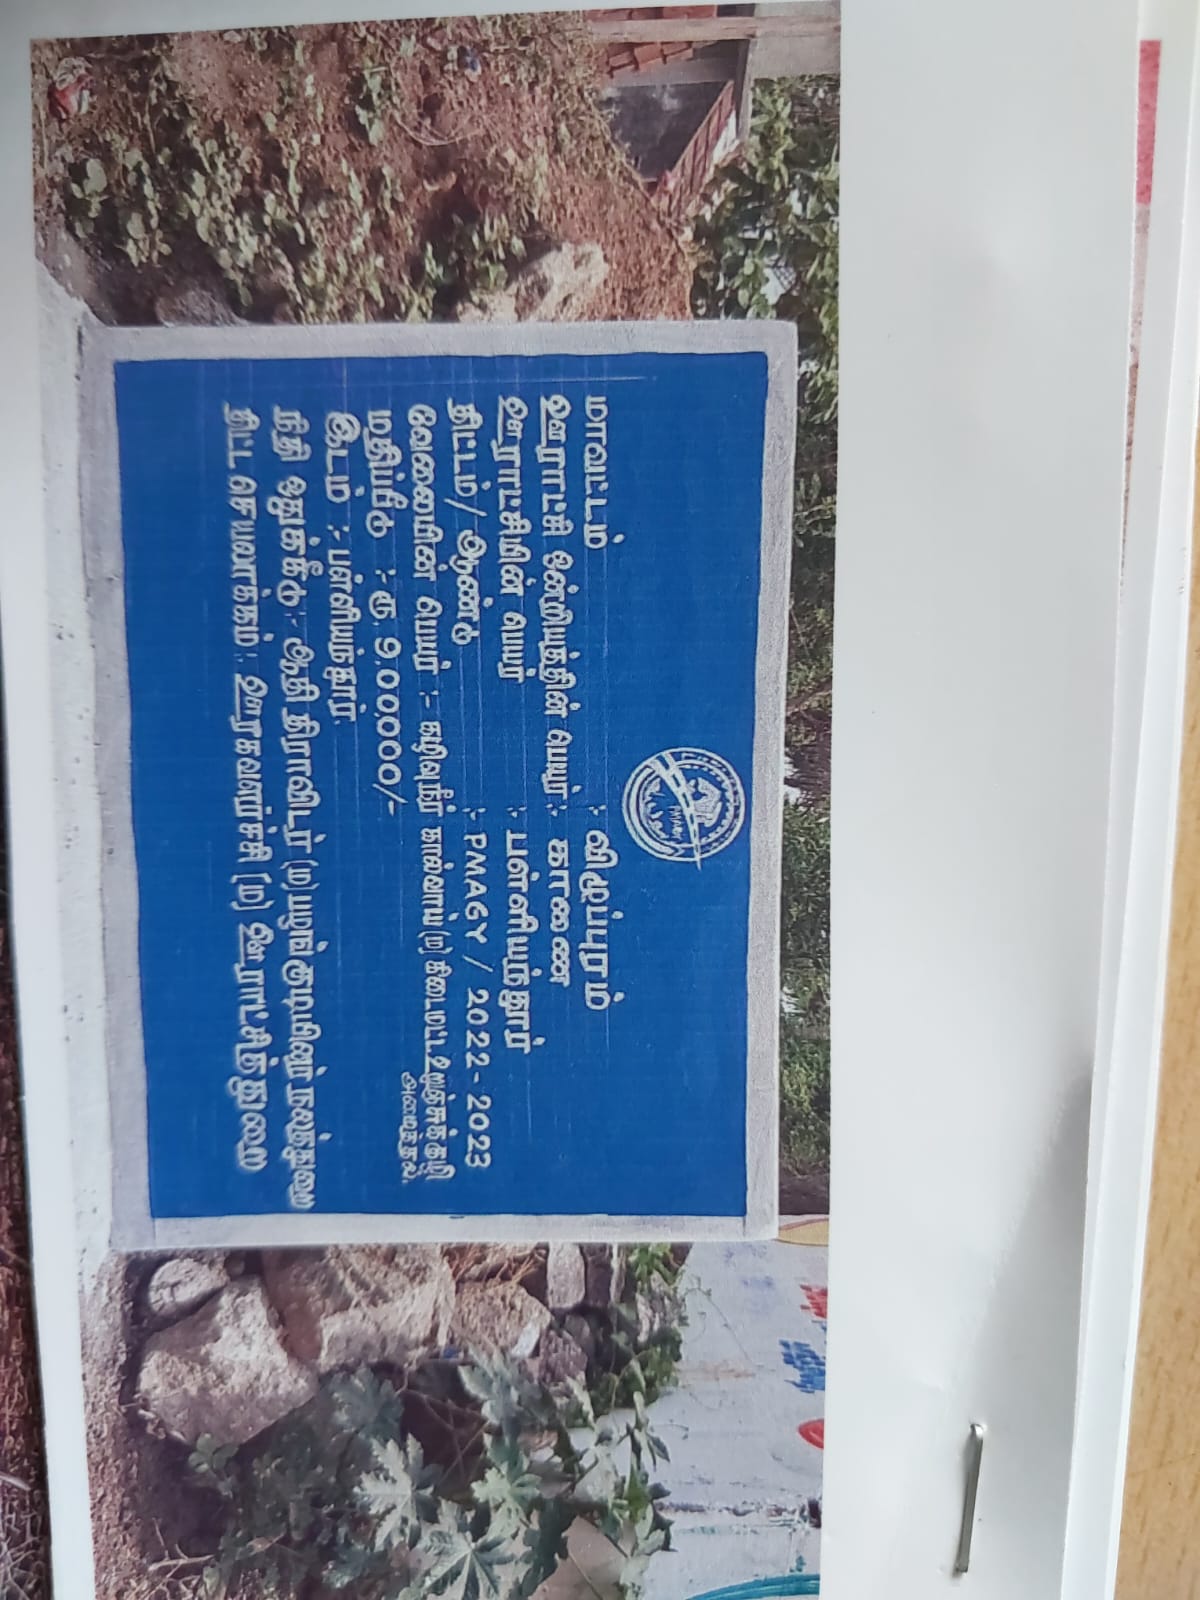 PMAGY
மாவட்டம் :- விழுப்புரம்
ஊராட்சி ஒன்றியத்தின் பெயர் :- காணை
ஊராட்சியின் பெயர் :- பள்ளியந்தூர்
திட்டம் / ஆண்டு :- PMAGY / 2022-2023
வேலையின் பெயர் :- கழிவுநீர் கால்வாய் (ம) கிடைமட்ட உறுஞ்சுக்குழி
அமைத்தல்.
மதிப்பீடு :- ரூ. 9,00,000/-
இடம் :- பள்ளியந்தூர்.
நிதி ஒதுக்கீடு :- ஆதி திராவிடர் (ம) பழங்குடியினர் நலத்துறை
திட்ட செயலாக்கம் :- ஊரகவளர்ச்சி (ம) ஊராட்சித்துறை